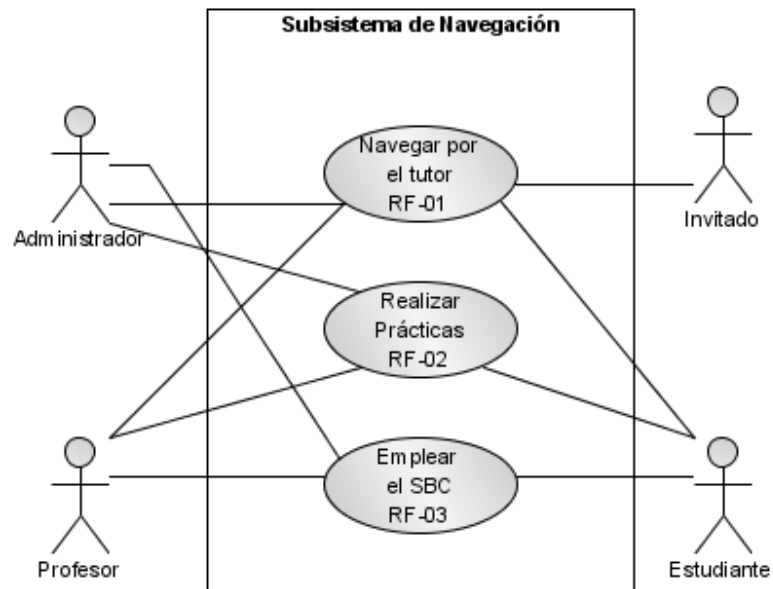 Subsistema de Navegación
Administrador
Navegar por
el tutor
RF-01
Invitado
Realizar
Prácticas
RF-02
Profesor
Emplear
el SBC
RF-03
Estudiante